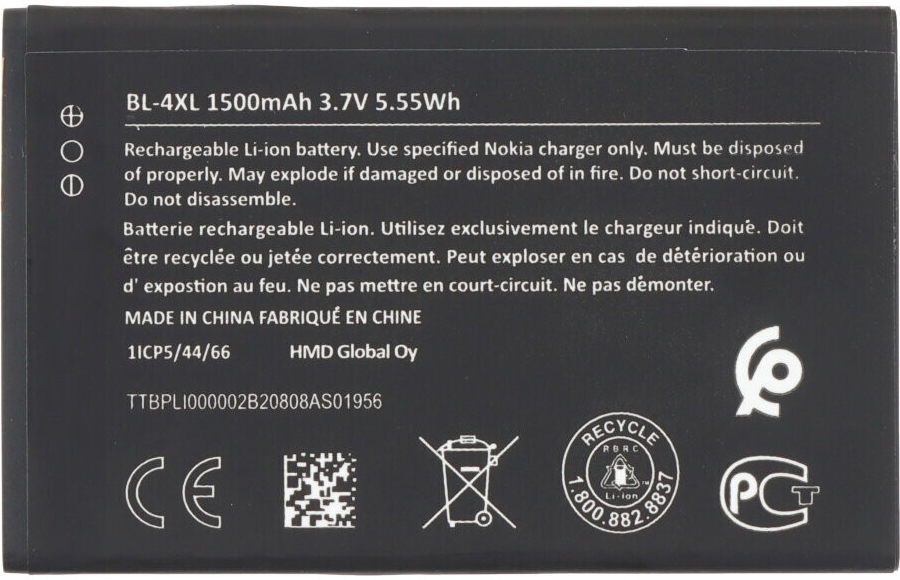 BL-4XL 1500mAh 3.7V 5.55Wh
Rechargeable Li-ion battery. Use specified Nokia charger only. Must be disposed
of properly. May explode if damaged or disposed of in fire. Do not short-circuit.
Do not disassemble.
Batterie rechargeable Li-ion. Utilisez exclusivement le chargeur indiqué. Doit
être recyclée ou jetée correctement. Peut exploser en cas de détérioration ou
d' expostion au feu. Ne pas mettre en court-circuit. Ne pas démonter.
MADE IN CHINA FABRIQUÉ EN CHINE
1ICP5/44/66 HMD Global Oy
TTBPLI000002B20808AS01956
CE
RECYCLE
RBRC
Li-ion
1.800.882.8837
PCT